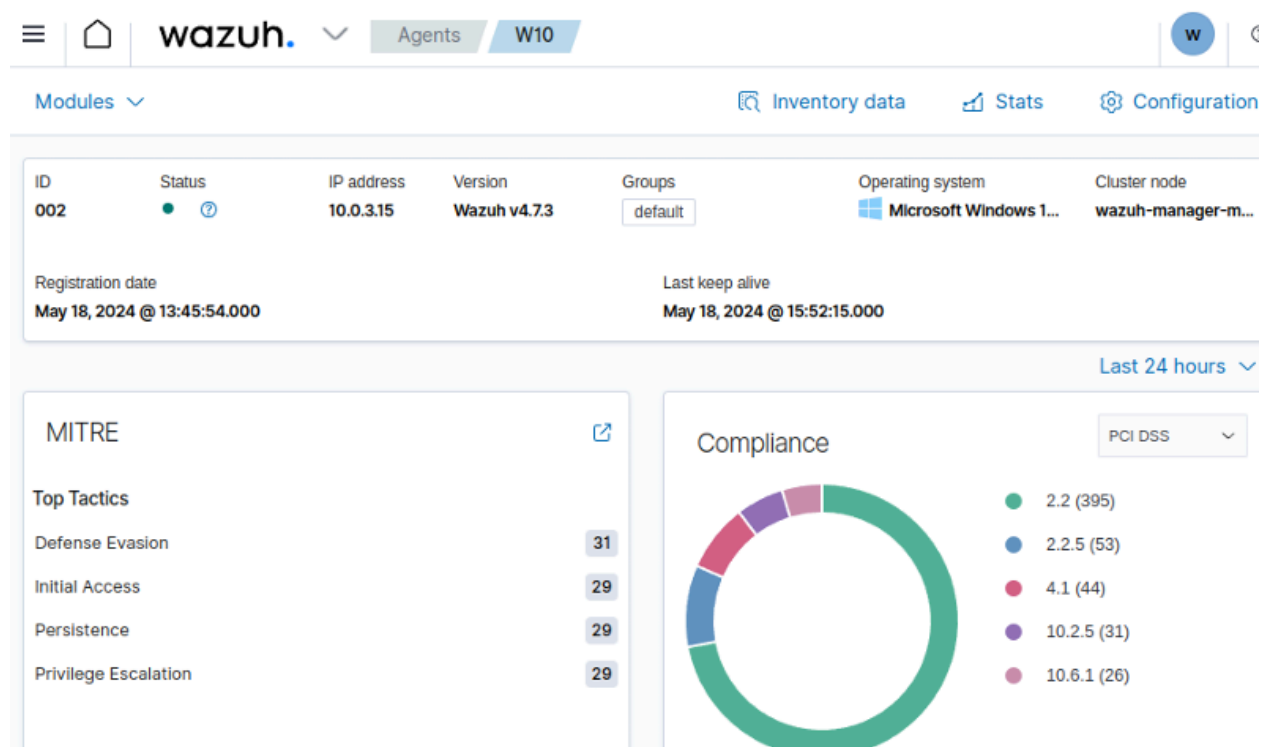 wazuh. Agents W10 w
Modules Inventory data Stats Configuration
ID Status IP address Version Groups Operating system Cluster node
002 10.0.3.15 Wazuh v4.7.3 default Microsoft Windows 1... wazuh-manager-m...
Registration date Last keep alive
May 18, 2024 @ 13:45:54.000 May 18, 2024 @ 15:52:15.000
Last 24 hours
MITRE
Top Tactics
Defense Evasion 31
Initial Access 29
Persistence 29
Privilege Escalation 29
Compliance PCI DSS
2.2 (395)
2.2.5 (53)
4.1 (44)
10.2.5 (31)
10.6.1 (26)